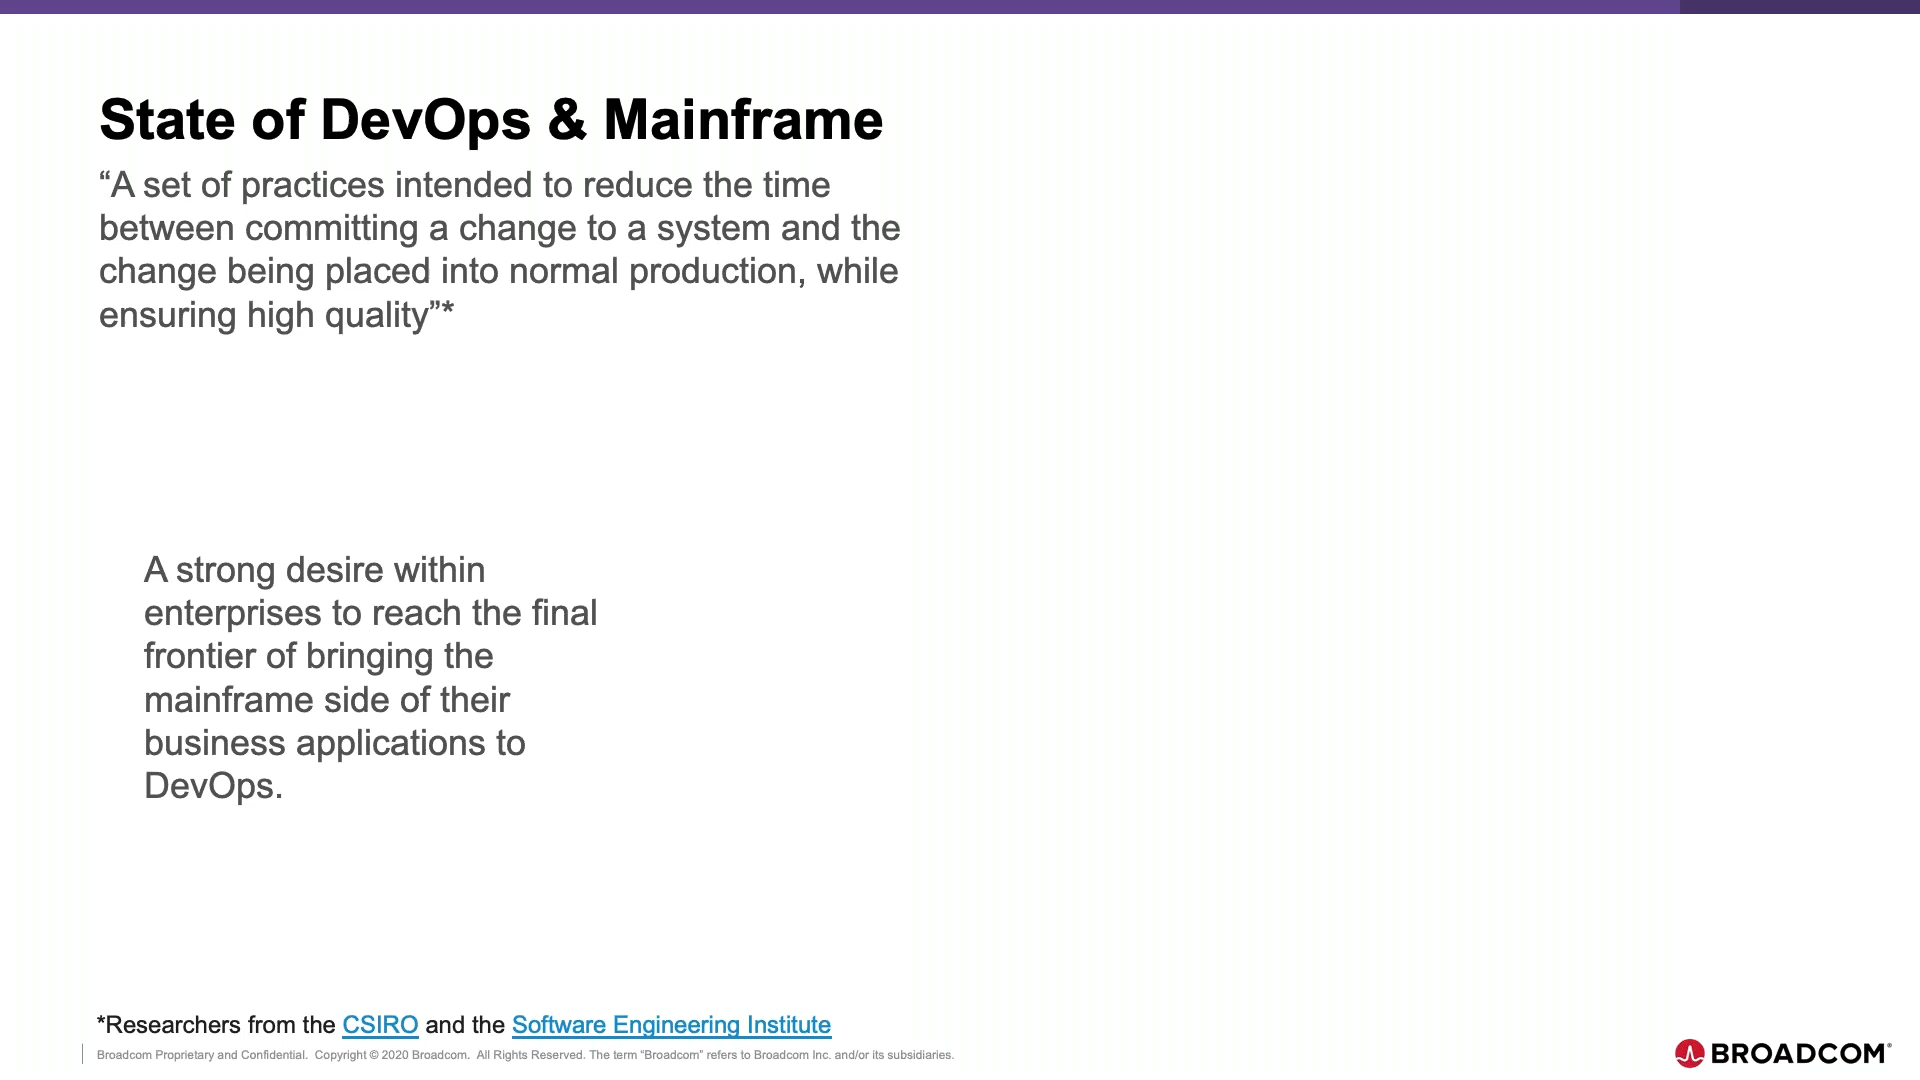 State of DevOps & Mainframe
“A set of practices intended to reduce the time
between committing a change to a system and the
change being placed into normal production, while
ensuring high quality”*
A strong desire within
enterprises to reach the final
frontier of bringing the
mainframe side of their
business applications to
DevOps.
*Researchers from the CSIRO and the Software Engineering Institute
Broadcom Proprietary and Confidential.  Copyright © 2020 Broadcom.  All Rights Reserved. The term “Broadcom” refers to Broadcom Inc. and/or its subsidiaries.
BROADCOM®